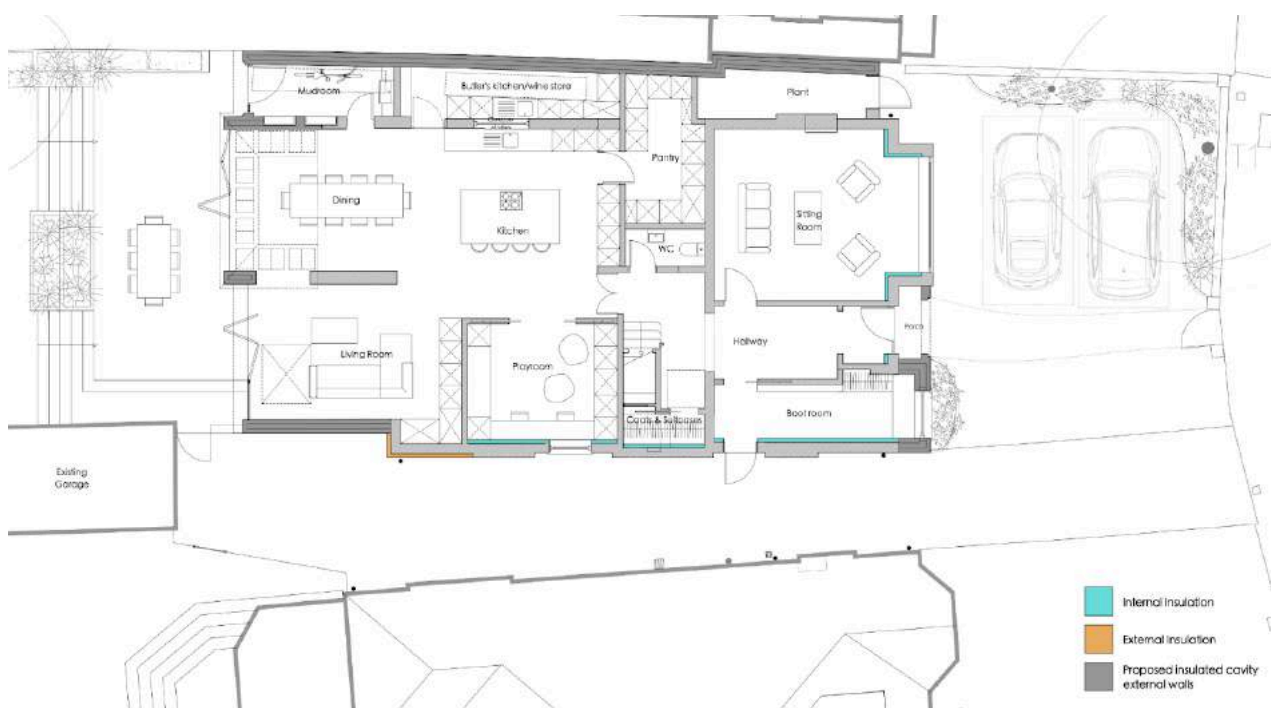 Mudroom
Butler's kitchen/wine store
Plant
Pantry
Dining
Kitchen
WC
Sitting
Room
Hallway
Porch
Living Room
Playroom
Coats & Suitcases
Boot room
Existing
Garage
Internal Insulation
External Insulation
Proposed insulated cavity
external walls